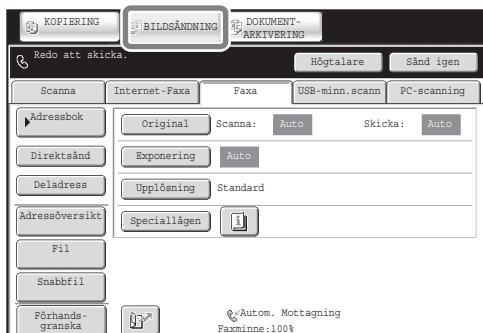 KOPIERING
BILDSÄNDNING
DOKUMENT-
ARKIVERING
Redo att skicka.
Högtalare
Sänd igen
Scanna
Internet-Faxa
Faxa
USB-minn.scann
PC-scanning
Adressbok
Original
Scanna:
Auto
Skicka:
Auto
Direktsänd
Exponering
Auto
Deladress
Upplösning
Standard
Adressöversikt
Speciallägen
Fil
Snabbfil
Förhands-
granska
Autom. Mottagning
Faxminne:100%